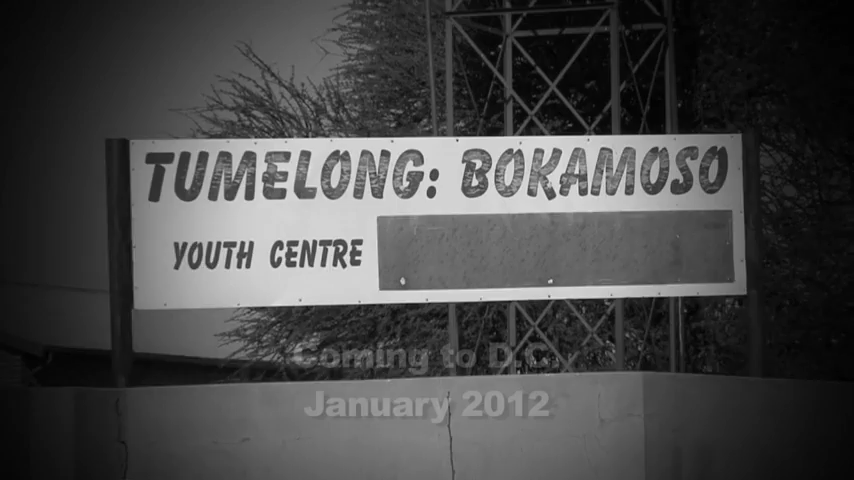 TUMELONG: BOKAMOSO
YOUTH CENTRE
Coming to D.C.
January 2012